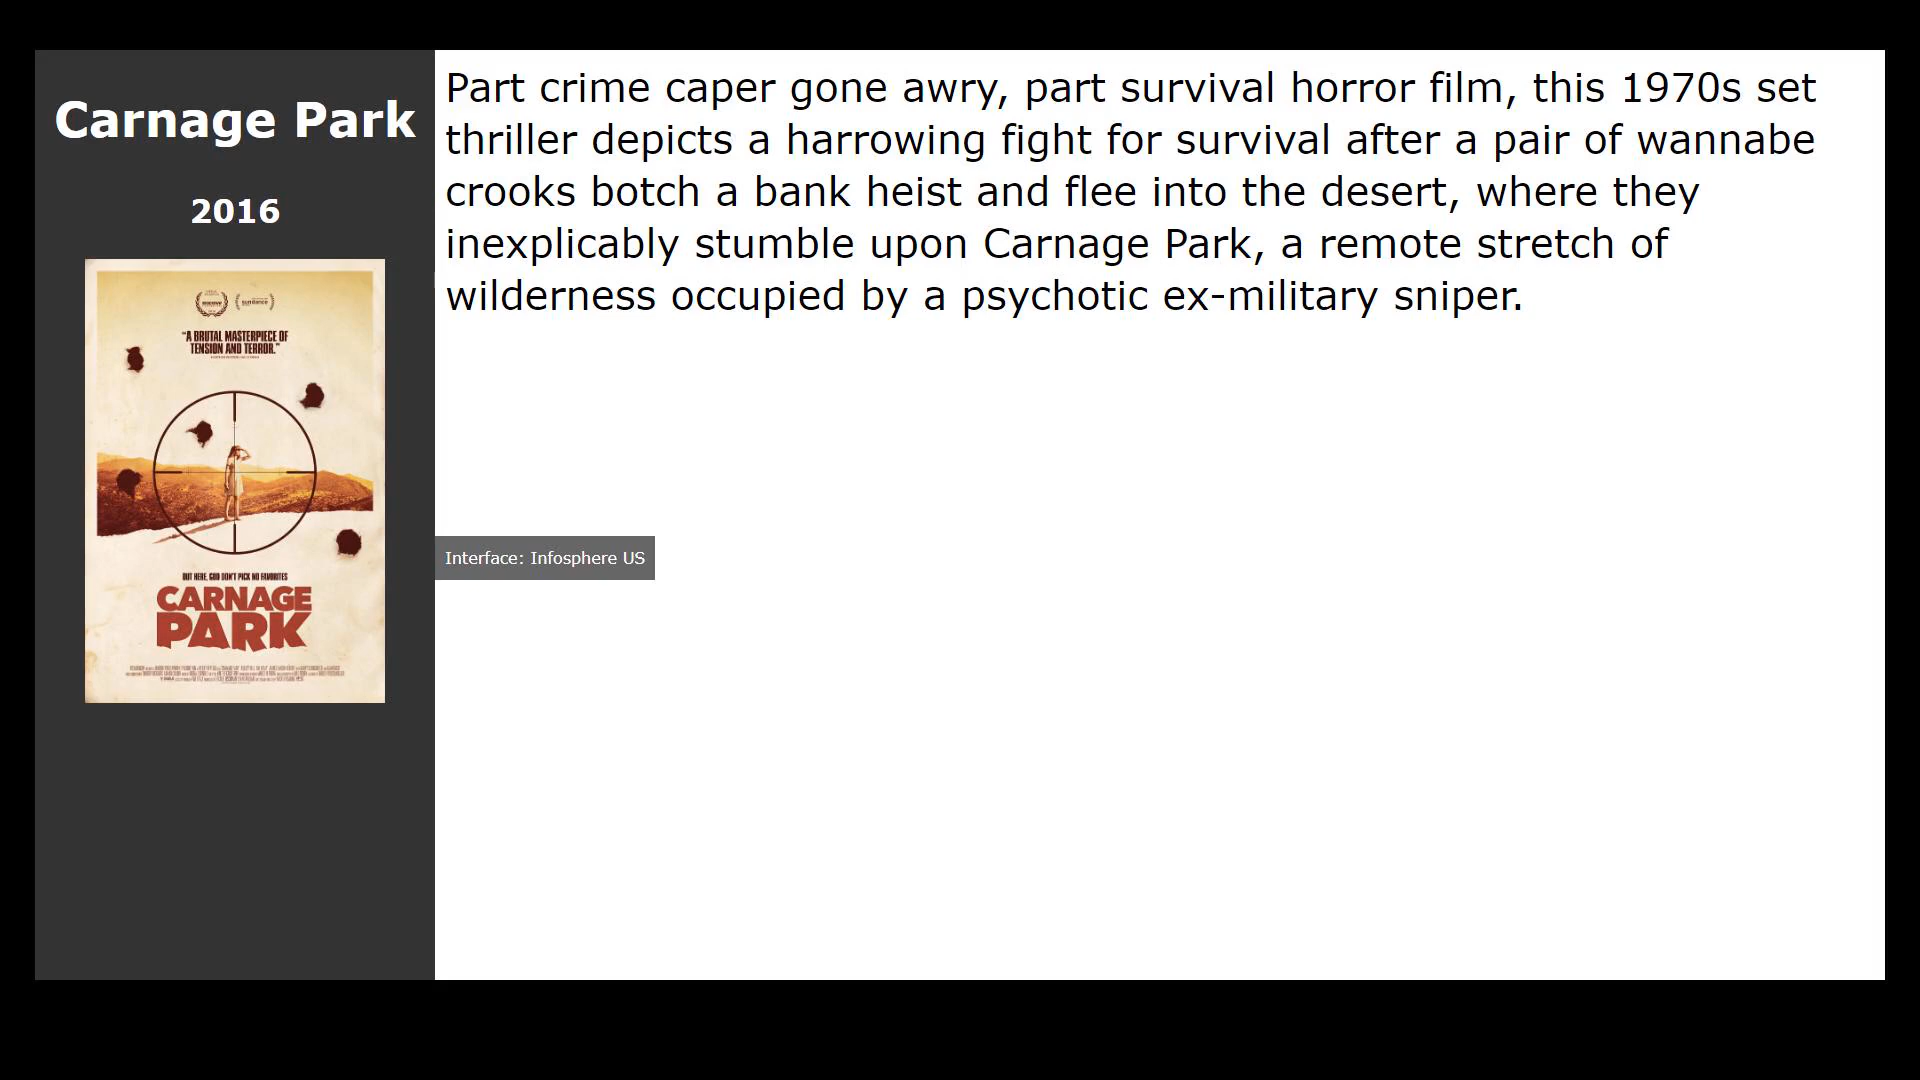 Carnage Park
2016
"A BRUTAL MASTERPIECE OF
TENSION AND TERROR."
sundance
OUT HERE, GOD DON'T PICK NO FAVORITES
CARNAGE
PARK
Part crime caper gone awry, part survival horror film, this 1970s set
thriller depicts a harrowing fight for survival after a pair of wannabe
crooks botch a bank heist and flee into the desert, where they
inexplicably stumble upon Carnage Park, a remote stretch of
wilderness occupied by a psychotic ex-military sniper.
Interface: Infosphere US